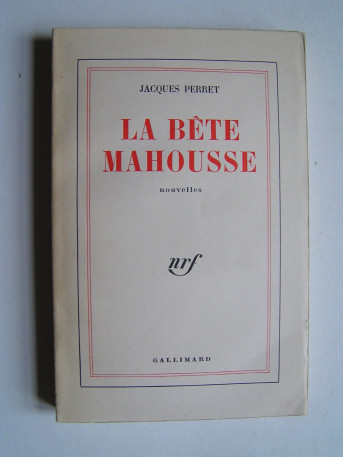 JACQUES PERRET
LA BÊTE
MAHOUSSE
nouvelles
nrf
GALLIMARD